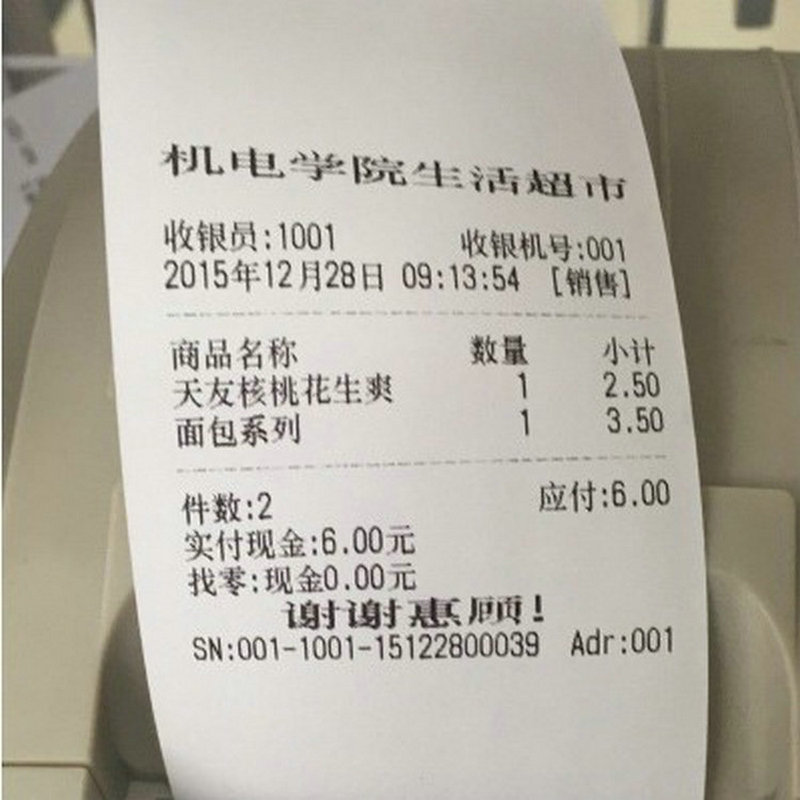 机电学院生活超市
收银员:1001 收银机号:001
2015年12月28日 09:13:54 [销售]
商品名称 数量 小计
天友核桃花生爽 1 2.50
面包系列 1 3.50
件数:2 应付:6.00
实付现金:6.00元
找零:现金0.00元
谢谢惠顾!
SN:001-1001-15122800039 Adr:001